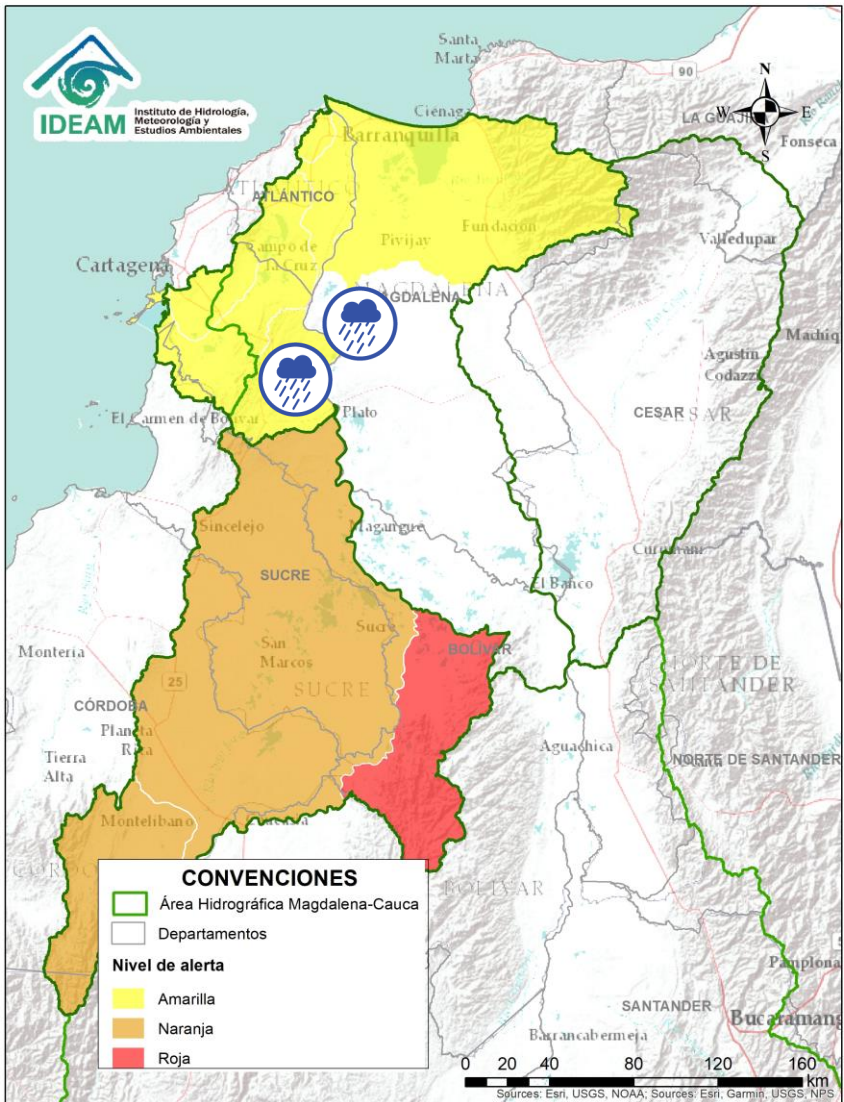 IDEAM
Instituto de Hidrología,
Meteorología y
Estudios Ambientales
Santa
Marta
90
N
W
E
S
LA GUAJIR
Ciénaga
Barranquilla
Fonseca
ATLÁNTICO
Fundación
Pivijay
Valledupar
Campo de
la Cruz
Cartagena
MAGDALENA
Agustín
Codazzi
Plato
El Carmen de Bolívar
CESAR
CESAR
Sincelejo
Magangué
SUCRE
El Banco
Sucre
BOLÍVAR
Montería
San
Marcos
SUCRE
NORTE DE
SANTANDER
25
CÓRDOBA
Planeta
Rica
Aguachica
Tierra
Alta
NORTE DE SANTANDER
Montelíbano
BOLÍVAR
Pamplona
SANTANDER
Bucaramang
Barrancabermeja
CONVENCIONES
Área Hidrográfica Magdalena-Cauca
Departamentos
Nivel de alerta
Amarilla
Naranja
Roja
0 20 40 80 120 160
km
Sources: Esri, USGS, NOAA; Sources: Esri, Garmin, USGS, NPS